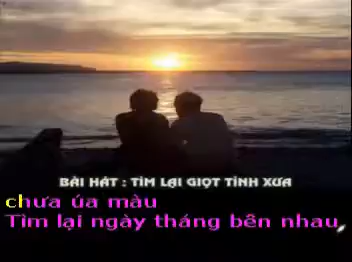 BÀI HÁT : TÌM LẠI GIỌT TÌNH XƯA
chưa úa màu
Tìm lại ngày tháng bên nhau,